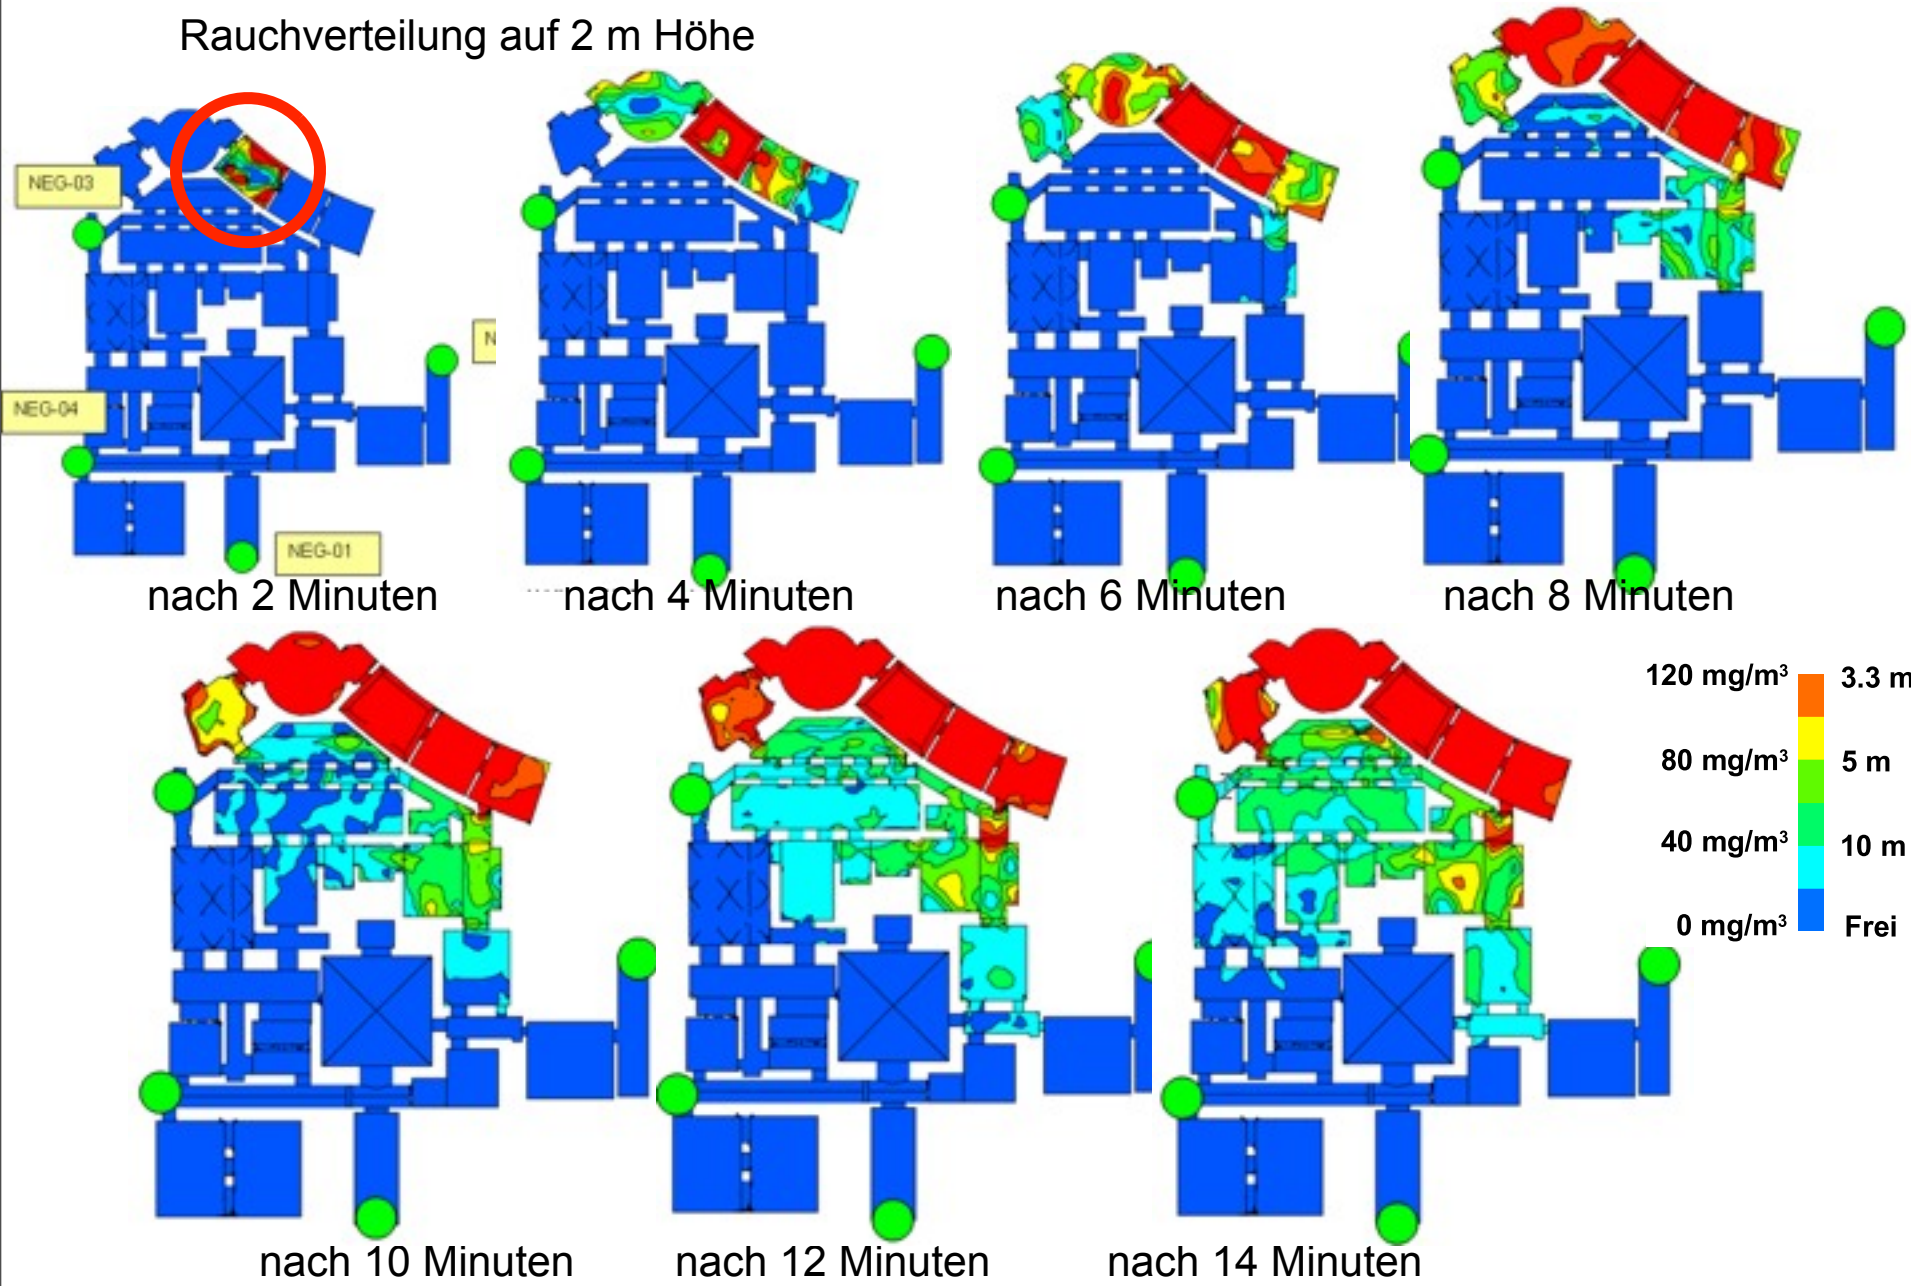 Rauchverteilung auf 2 m Höhe
NEG-03
N
NEG-04
NEG-01
nach 2 Minuten
nach 4 Minuten
nach 6 Minuten
nach 8 Minuten
120 mg/m³ 3.3 m
80 mg/m³ 5 m
40 mg/m³ 10 m
0 mg/m³ Frei
nach 10 Minuten
nach 12 Minuten
nach 14 Minuten